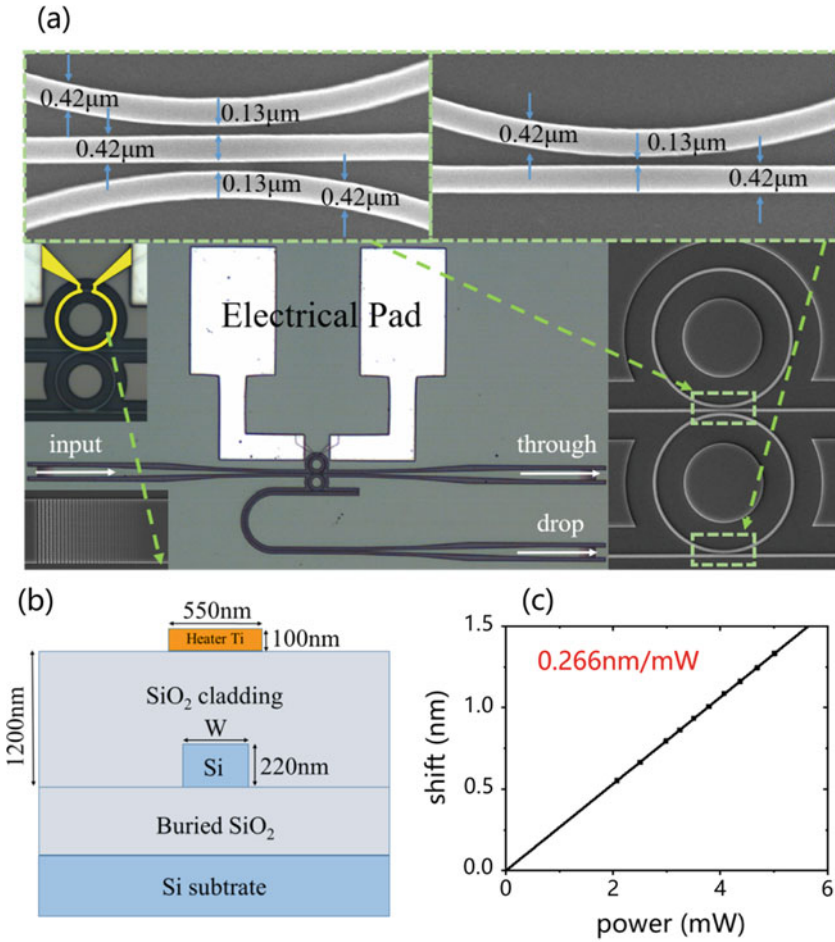 (a)
0.42μm
0.13μm
0.42μm
0.13μm
0.42μm
0.42μm
0.13μm
0.42μm
Electrical Pad
input
through
drop
(b)
550nm
Heater Ti
100nm
1200nm
SiO₂ cladding
W
Si
220nm
Buried SiO₂
Si subtrate
(c)
0.266nm/mW
shift (nm)
1.5
1.0
0.5
0.0
0
2
4
6
power (mW)